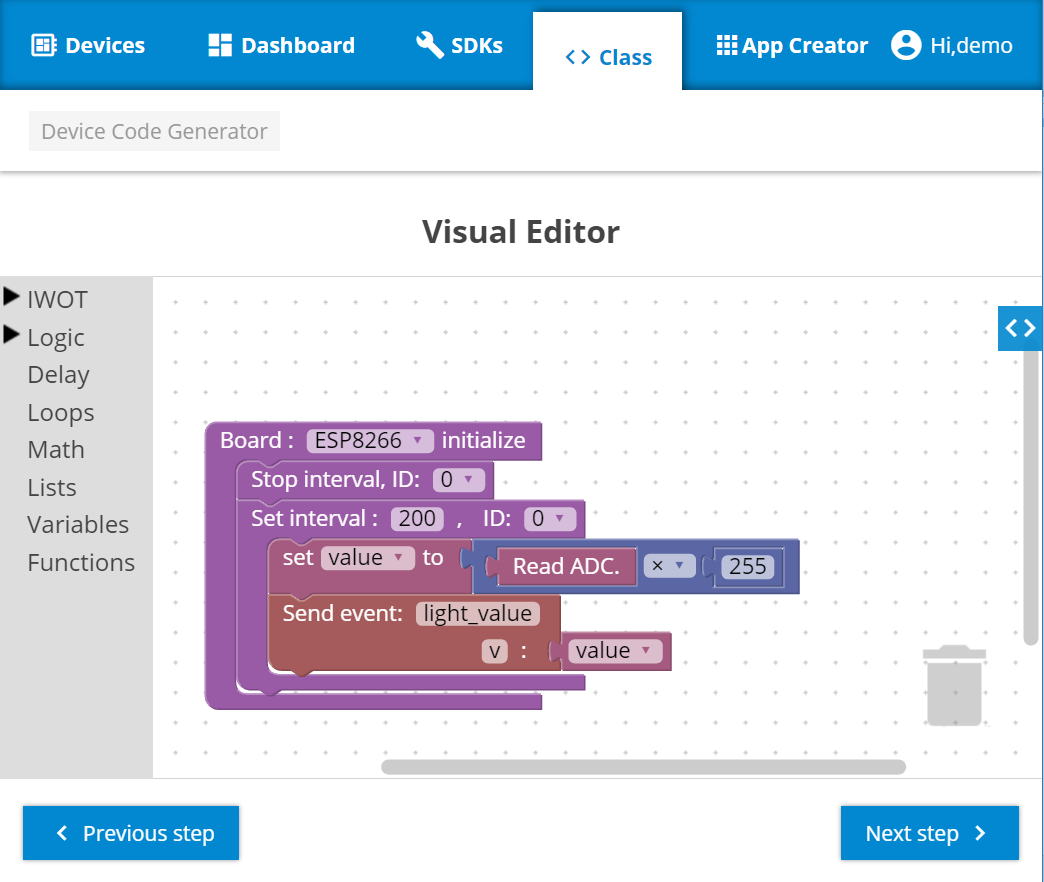 Devices Dashboard SDKs <> Class App Creator Hi,demo
Device Code Generator
Visual Editor
IWOT
Logic
Delay
Loops
Math
Lists
Variables
Functions
<>
Board : ESP8266 initialize
Stop interval, ID: 0
Set interval : 200 , ID: 0
set value to Read ADC. × 255
Send event: light_value
v : value
Previous step
Next step